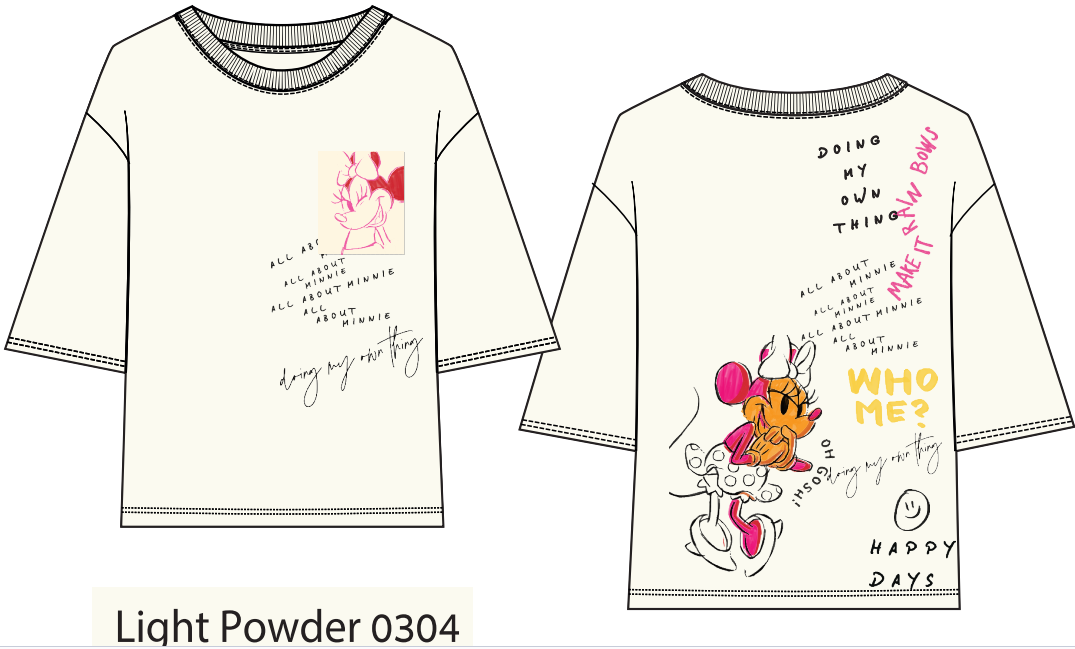 ALL ABO
ALL ABOUT
MINNIE
ALL ABOUT MINNIE
ALL
ABOUT
MINNIE
doing my own thing
DOING
MY
OWN
THING
MAKE IT RAIN BOWS
ALL ABOUT
MINNIE
ALL ABOUT
MINNIE
ALL ABOUT MINNIE
ALL
ABOUT
MINNIE
WHO
ME?
OH GOSH!
doing my own thing
HAPPY
DAYS
Light Powder 0304